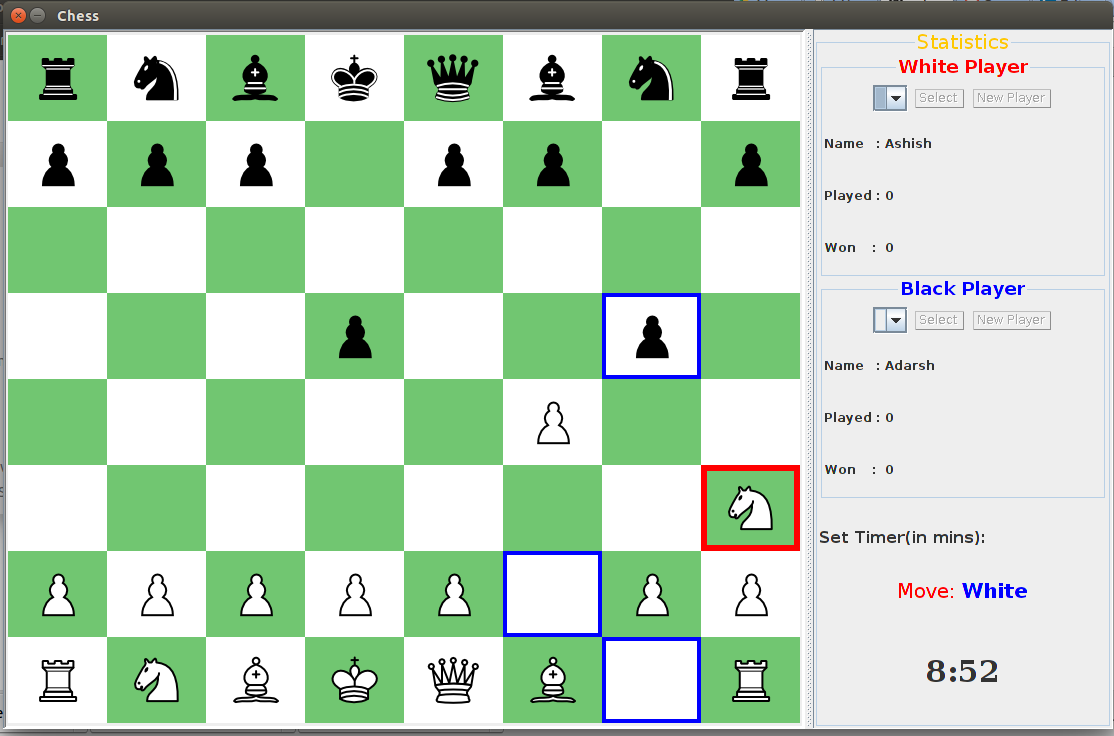 Chess
Statistics
White Player
Select New Player
Name : Ashish
Played : 0
Won : 0
Black Player
Select New Player
Name : Adarsh
Played : 0
Won : 0
Set Timer(in mins):
Move: White
8:52